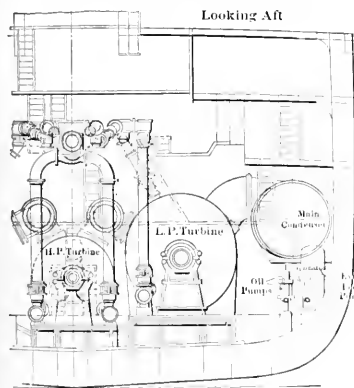 Looking Aft
Main
Condenser
L.P. Turbine
H.P. Turbine
Oil
Pumps